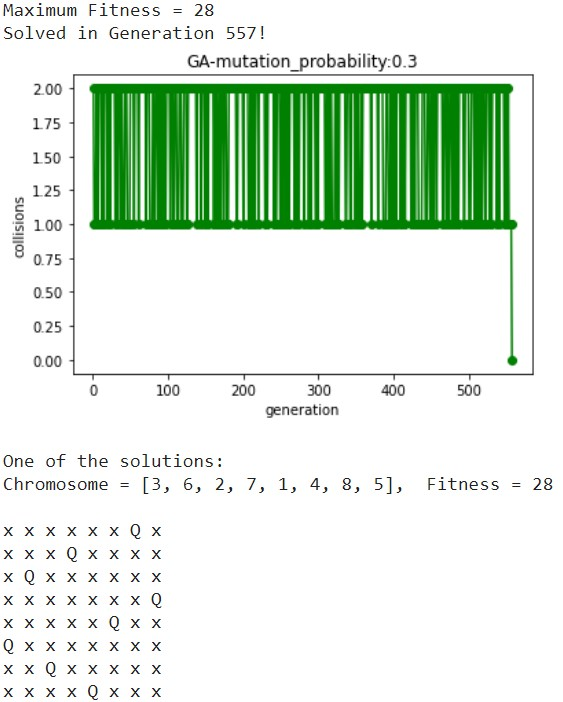 Maximum Fitness = 28
Solved in Generation 557!
GA-mutation_probability:0.3
2.00
1.75
1.50
1.25
1.00
0.75
0.50
0.25
0.00
collisions
0 100 200 300 400 500
generation
One of the solutions:
Chromosome = [3, 6, 2, 7, 1, 4, 8, 5],  Fitness = 28
x x x x x x Q x
x x x Q x x x x
x Q x x x x x x
x x x x x x x Q
x x x x x Q x x
Q x x x x x x x
x x Q x x x x x
x x x x Q x x x